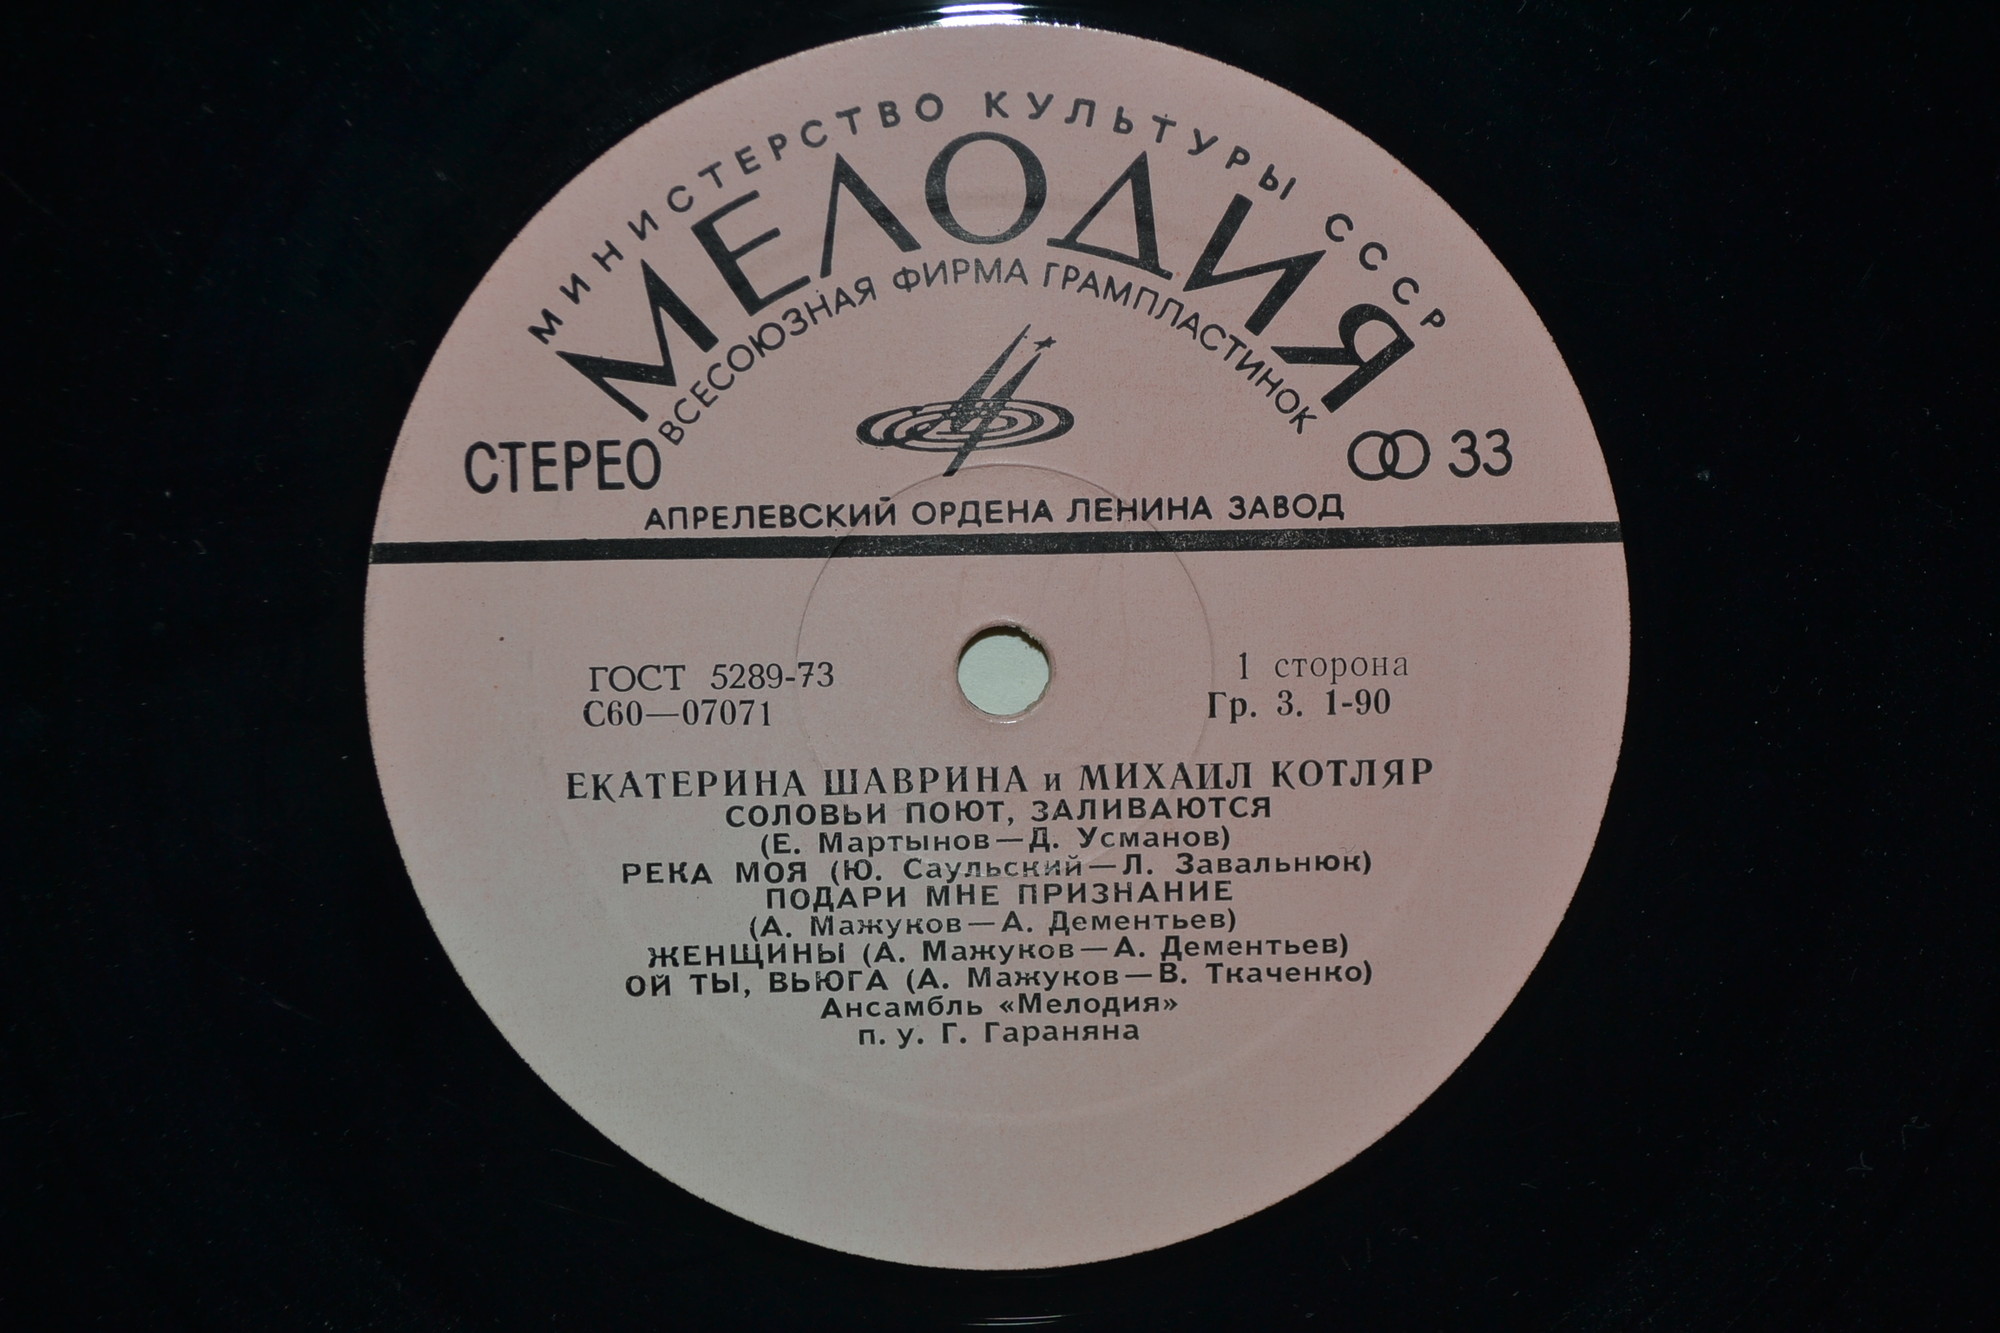 МИНИСТЕРСТВО КУЛЬТУРЫ СССР
МЕЛОДИЯ
ВСЕСОЮЗНАЯ ФИРМА ГРАМПЛАСТИНОК
СТЕРЕО
33
АПРЕЛЕВСКИЙ ОРДЕНА ЛЕНИНА ЗАВОД
ГОСТ 5289-73
1 сторона
С60—07071
Гр. 3. 1-90
ЕКАТЕРИНА ШАВРИНА и МИХАИЛ КОТЛЯР
СОЛОВЬИ ПОЮТ, ЗАЛИВАЮТСЯ
(Е. Мартынов—Д. Усманов)
РЕКА МОЯ (Ю. Саульский—Л. Завальнюк)
ПОДАРИ МНЕ ПРИЗНАНИЕ
(А. Мажуков—А. Дементьев)
ЖЕНЩИНЫ (А. Мажуков—А. Дементьев)
ОЙ ТЫ, ВЬЮГА (А. Мажуков—В. Ткаченко)
Ансамбль «Мелодия»
п. у. Г. Гараняна